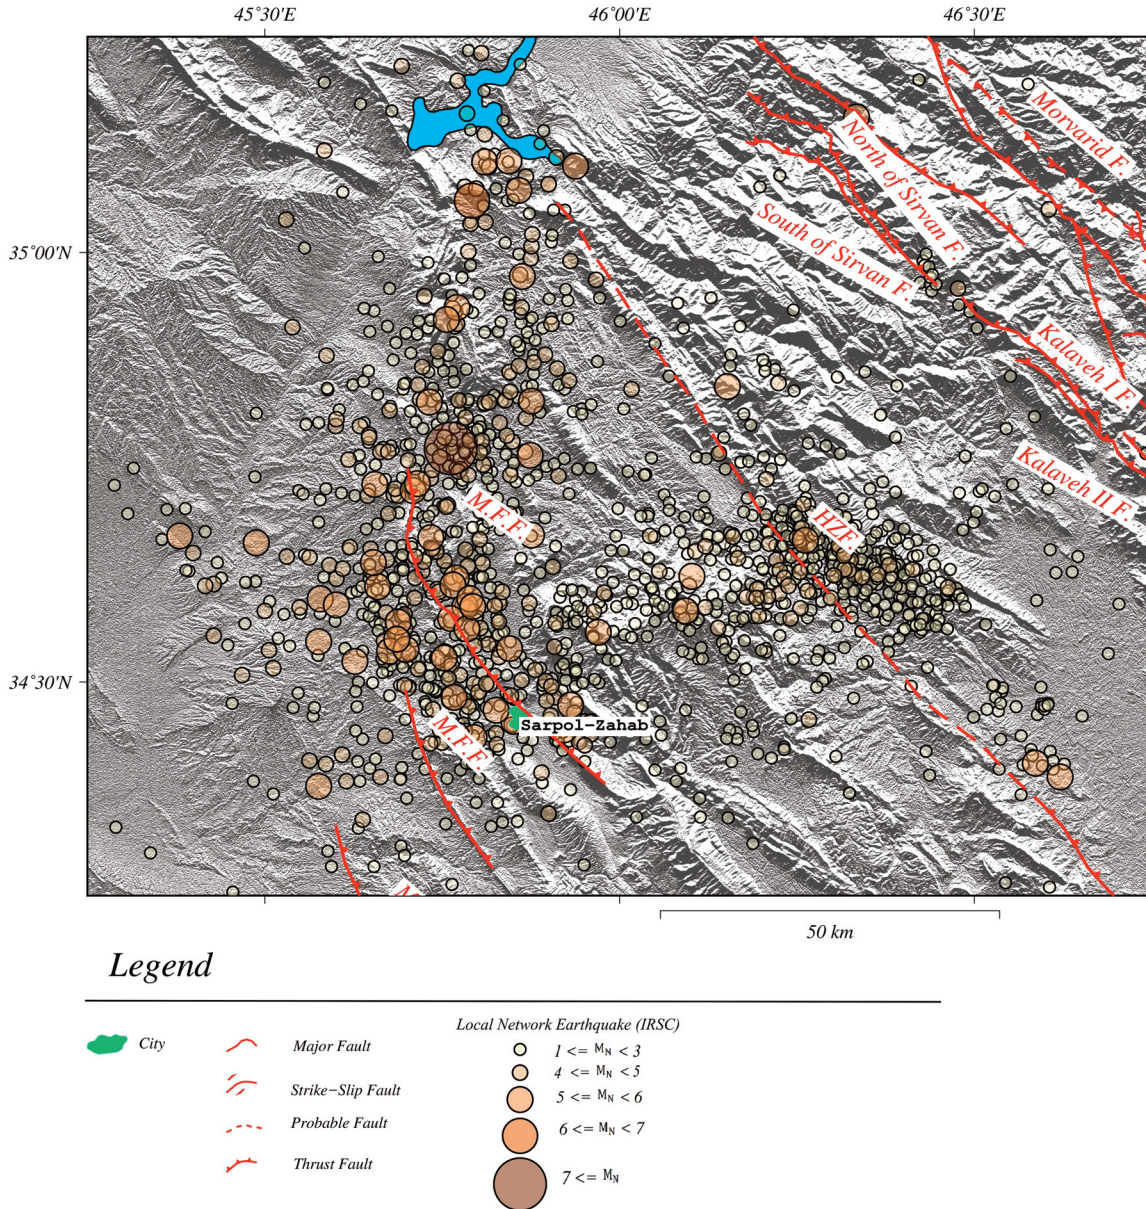 45°30′E
46°00′E
46°30′E
35°00′N
34°30′N
Morvarid F.
North of Sirvan F.
South of Sirvan F.
Kalaveh I F.
Kalaveh II F.
M.F.F.
HZF.
Sarpol−Zahab
M.F.F.
50 km
Legend
City
Major Fault
Strike−Slip Fault
Probable Fault
Thrust Fault
Local Network Earthquake (IRSC)
1 <= MN < 3
4 <= MN < 5
5 <= MN < 6
6 <= MN < 7
7 <= MN